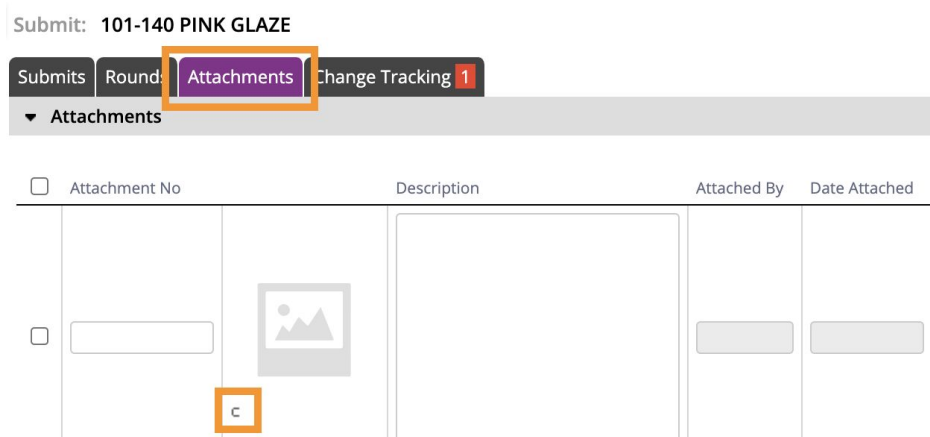 Submit: 101-140 PINK GLAZE
Submits Rounds Attachments Change Tracking 1
Attachments
Attachment No Description Attached By Date Attached